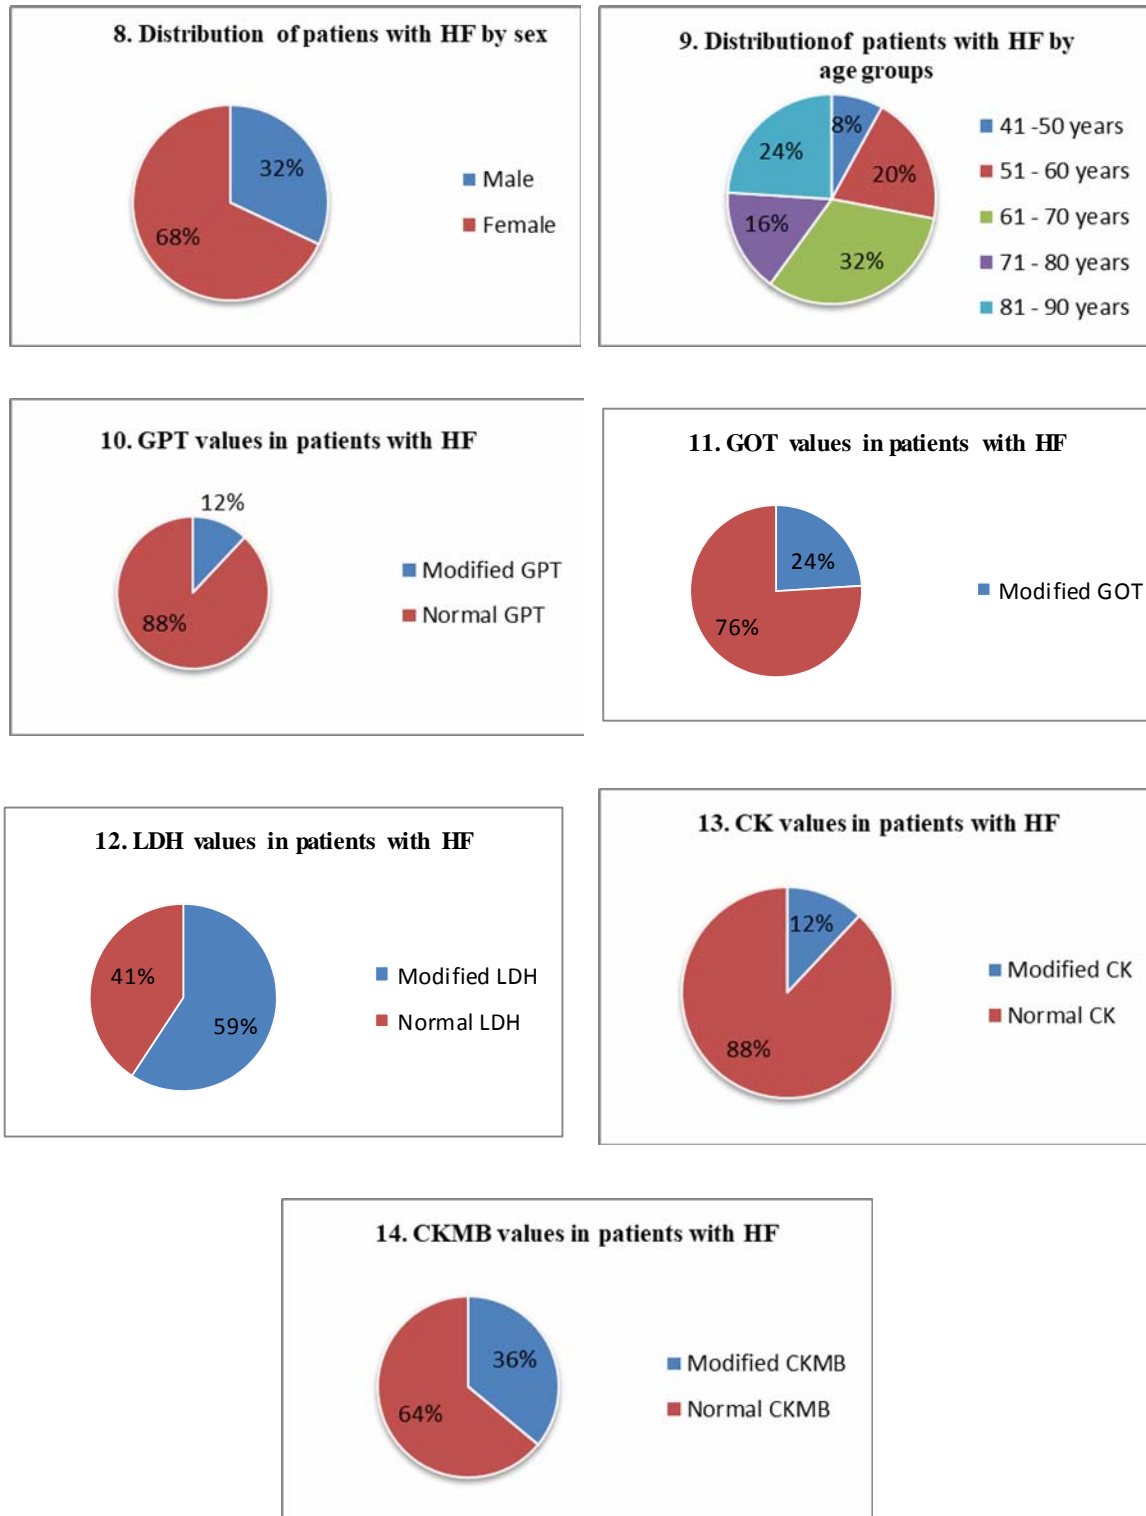 8. Distribution of patiens with HF by sex
32%
68%
Male
Female
9. Distributionof patients with HF by
age groups
8%
20%
32%
16%
24%
41 -50 years
51 - 60 years
61 - 70 years
71 - 80 years
81 - 90 years
10. GPT values in patients with HF
12%
88%
Modified GPT
Normal GPT
11. GOT values in patients with HF
24%
76%
Modified GOT
12. LDH values in patients with HF
41%
59%
Modified LDH
Normal LDH
13. CK values in patients with HF
12%
88%
Modified CK
Normal CK
14. CKMB values in patients with HF
36%
64%
Modified CKMB
Normal CKMB